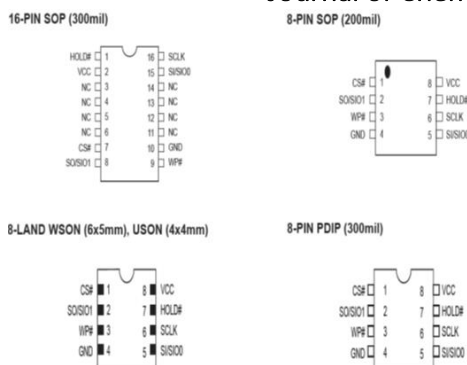 16-PIN SOP (300mil)
HOLD# 1 16 SCLK
VCC 2 15 SI/SIO0
NC 3 14 NC
NC 4 13 NC
NC 5 12 NC
NC 6 11 NC
CS# 7 10 GND
SO/SIO1 8 9 WP#
8-PIN SOP (200mil)
CS# 1 8 VCC
SO/SIO1 2 7 HOLD#
WP# 3 6 SCLK
GND 4 5 SI/SIO0
8-LAND WSON (6x5mm), USON (4x4mm)
CS# 1 8 VCC
SO/SIO1 2 7 HOLD#
WP# 3 6 SCLK
GND 4 5 SI/SIO0
8-PIN PDIP (300mil)
CS# 1 8 VCC
SO/SIO1 2 7 HOLD#
WP# 3 6 SCLK
GND 4 5 SI/SIO0